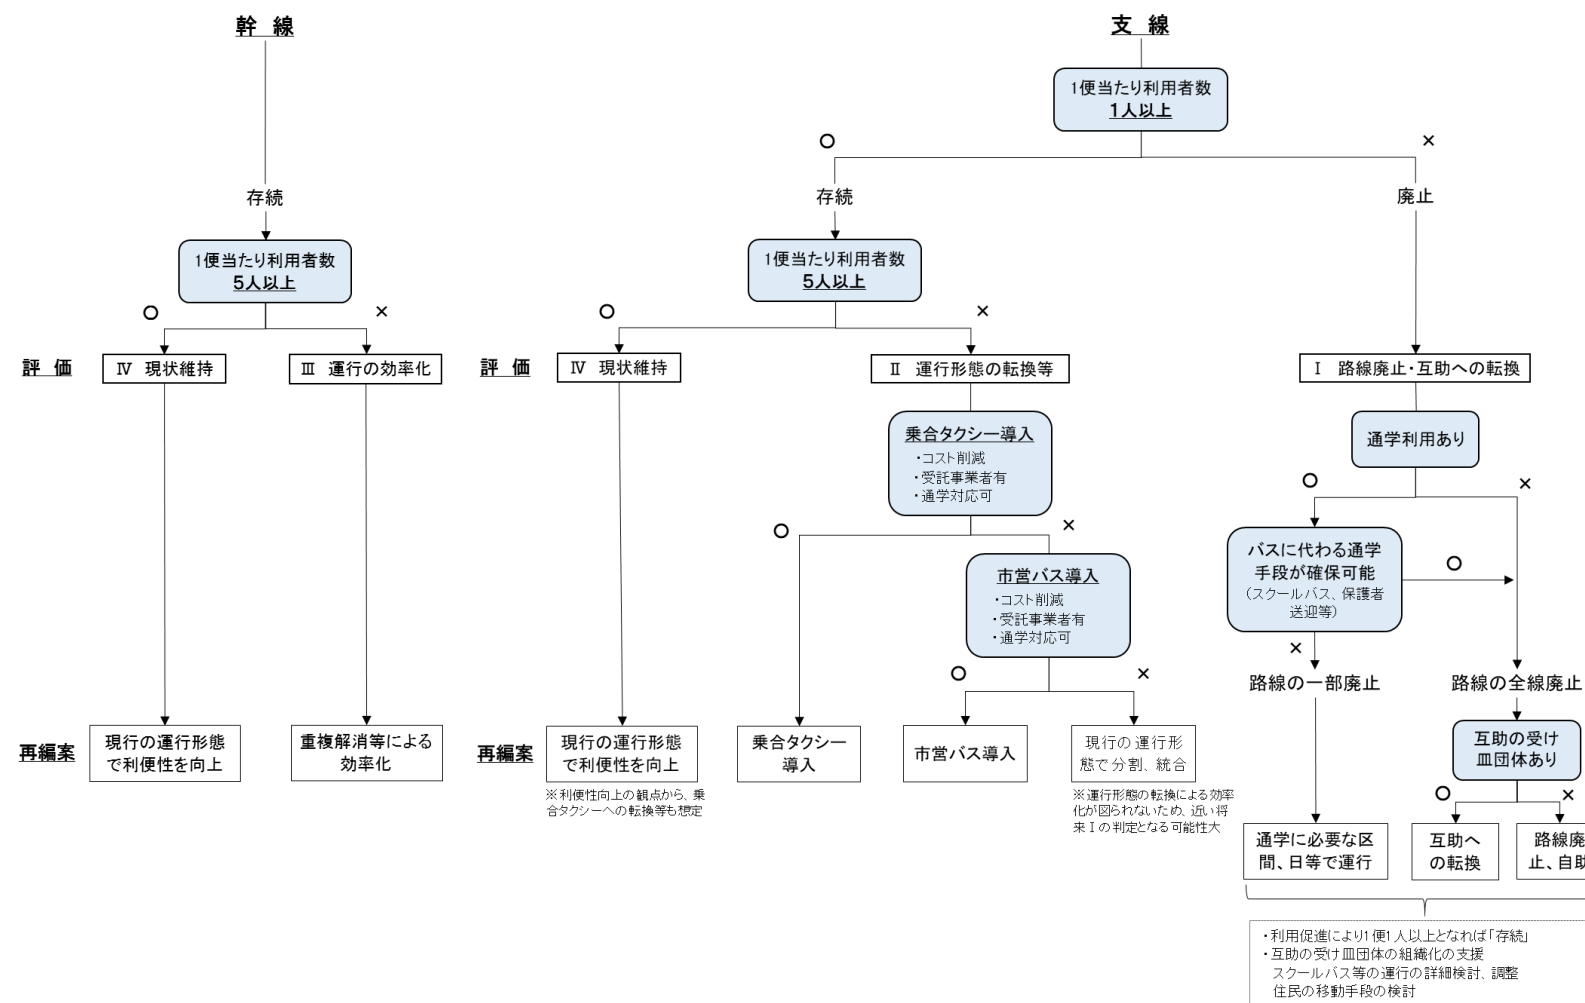 幹 線
存続
1便当たり利用者数
5人以上
〇
×
評 価
Ⅳ 現状維持
Ⅲ 運行の効率化
再編案
現行の運行形態
で利便性を向上
重複解消等による
効率化
支 線
1便当たり利用者数
1人以上
〇
×
存続
廃止
1便当たり利用者数
5人以上
〇
×
評 価
Ⅳ 現状維持
Ⅱ 運行形態の転換等
Ⅰ 路線廃止・互助への転換
乗合タクシー導入
・コスト削減
・受託事業者有
・通学対応可
〇
×
市営バス導入
・コスト削減
・受託事業者有
・通学対応可
〇
×
通学利用あり
〇
×
バスに代わる通学
手段が確保可能
(スクールバス、保護者
送迎等)
〇
×
路線の一部廃止
路線の全線廃止
互助の受け
皿団体あり
〇
×
再編案
現行の運行形態
で利便性を向上
※利便性向上の観点から、乗
合タクシーへの転換等も想定
乗合タクシー
導入
市営バス導入
現行の運行形
態で分割、統合
※運行形態の転換による効率
化が図られないため、近い将
来Ⅰの判定となる可能性大
通学に必要な区
間、日等で運行
互助へ
の転換
路線廃
止、自助
・利用促進により1便1人以上となれば「存続」
・互助の受け皿団体の組織化の支援
スクールバス等の運行の詳細検討、調整
住民の移動手段の検討